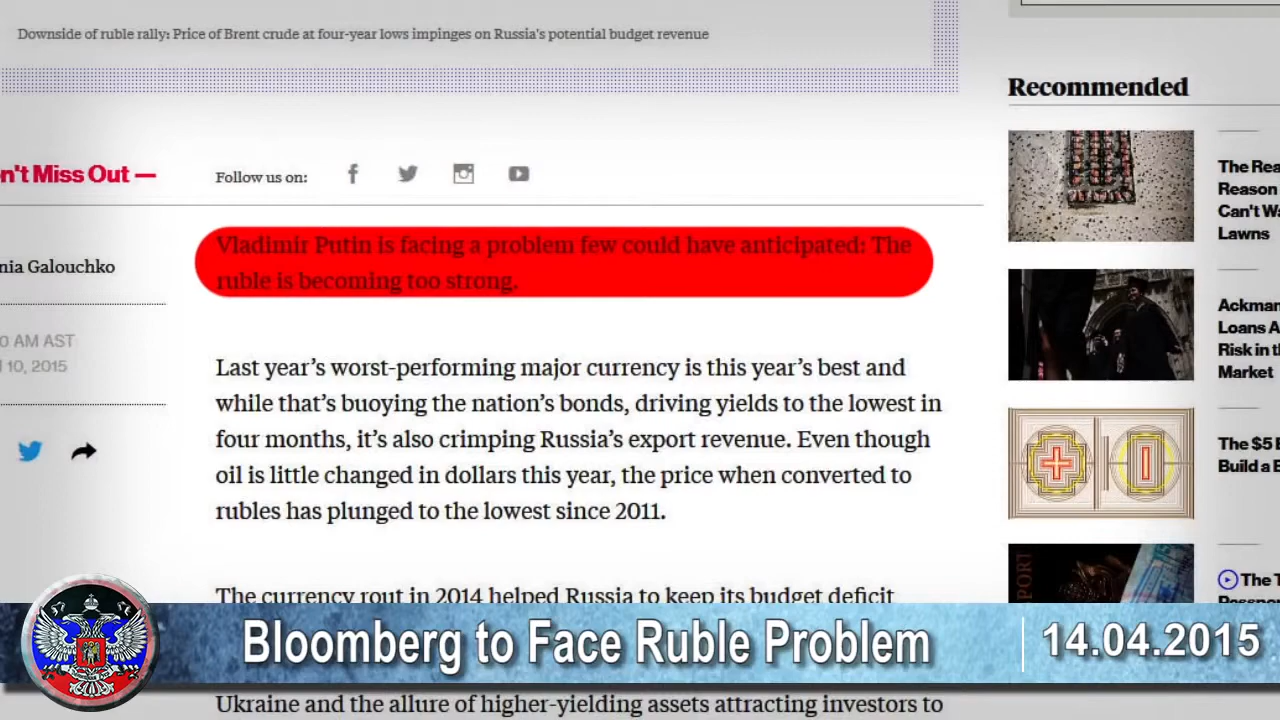 Downside of ruble rally: Price of Brent crude at four-year lows impinges on Russia's potential budget revenue
Recommended
n't Miss Out —
Follow us on:
Vladimir Putin is facing a problem few could have anticipated: The
ruble is becoming too strong.
nia Galouchko
0 AM AST
10, 2015
Last year's worst-performing major currency is this year's best and
while that's buoying the nation's bonds, driving yields to the lowest in
four months, it's also crimping Russia's export revenue. Even though
oil is little changed in dollars this year, the price when converted to
rubles has plunged to the lowest since 2011.
The currency rout in 2014 helped Russia to keep its budget deficit
Ukraine and the allure of higher-yielding assets attracting investors to
The Rea
Reason
Can't Wa
Lawns
Ackman
Loans A
Risk in th
Market
The $5 B
Build a B
PORT
The T
Passpo
Bloomberg to Face Ruble Problem
14.04.2015